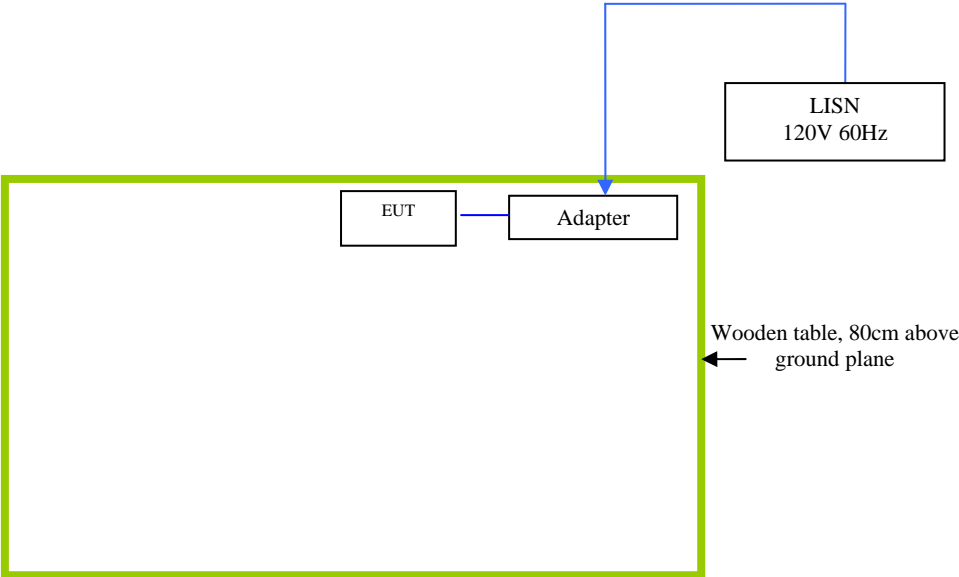 LISN
120V 60Hz
EUT
Adapter
Wooden table, 80cm above
ground plane